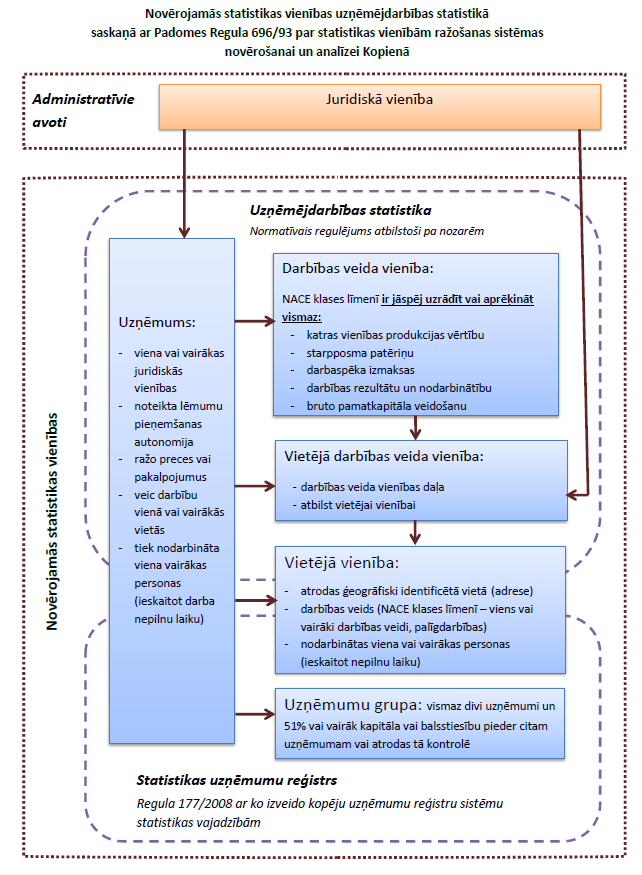 Novērojamās statistikas vienības uzņēmējdarbības statistikā
saskaņā ar Padomes Regula 696/93 par statistikas vienībām ražošanas sistēmas
novērošanai un analīzei Kopienā
Administratīvie
avoti
Juridiskā vienība
Novērojamās statistikas vienības
Uzņēmējdarbības statistika
Normatīvais regulējums atbilstoši pa nozarēm
Uzņēmums:
- viena vai vairākas
juridiskās
vienības
- noteikta lēmumu
pieņemšanas
autonomija
- ražo preces vai
pakalpojumus
- veic darbību
vienā vai vairākās
vietās
- tiek nodarbināta
viena vairākas
personas
(ieskaitot darba
nepilnu laiku)
Darbības veida vienība:
NACE klases līmenī ir jāspēj uzrādīt vai aprēķināt
vismaz:
- katras vienības produkcijas vērtību
- starpposma patēriņu
- darbaspēka izmaksas
- darbības rezultātu un nodarbinātību
- bruto pamatkapitāla veidošanu
Vietējā darbības veida vienība:
- darbības veida vienības daļa
- atbilst vietējai vienībai
Vietējā vienība:
- atrodas ģeogrāfiski identificētā vietā (adrese)
- darbības veids (NACE klases līmenī – viens vai
vairāki darbības veidi, palīgdarbības)
- nodarbinātas viena vai vairākas personas
(ieskaitot nepilnu laiku)
Uzņēmumu grupa: vismaz divi uzņēmumi un
51% vai vairāk kapitāla vai balsstiesību pieder citam
uzņēmumam vai atrodas tā kontrolē
Statistikas uzņēmumu reģistrs
Regula 177/2008 ar ko izveido kopēju uzņēmumu reģistru sistēmu
statistikas vajadzībām